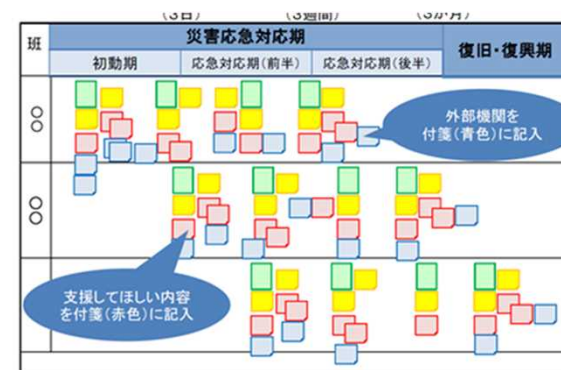 (3日) (3週間) (3か月)
班 災害応急対応期 復旧・復興期
初動期 応急対応期(前半) 応急対応期(後半)
○○
外部機関を
付箋(青色)に記入
○○
支援してほしい内容
を付箋(赤色)に記入